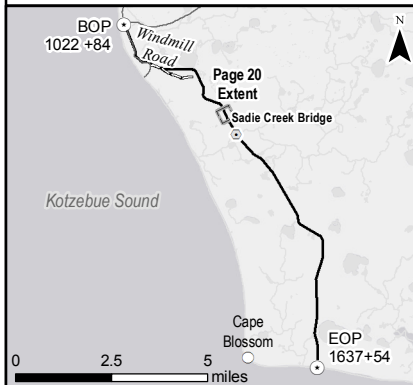 N
BOP
1022 +84
Windmill
Road
Page 20
Extent
Sadie Creek Bridge
Kotzebue Sound
Cape
Blossom
EOP
1637+54
0 2.5 5
miles